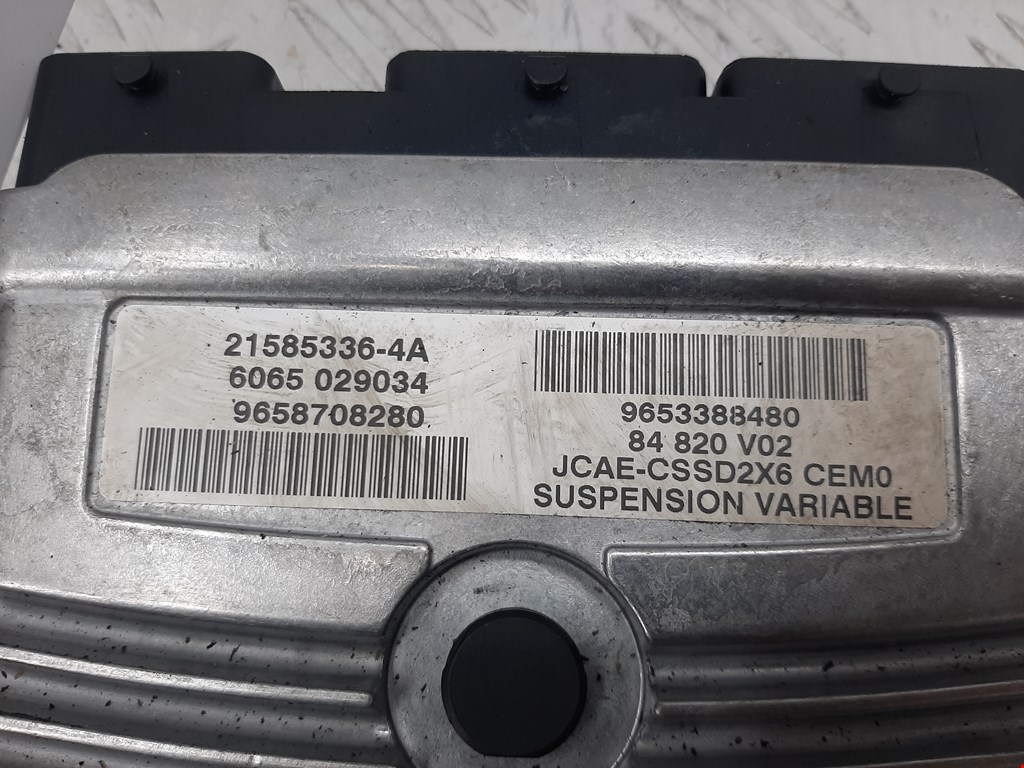 21585336-4A
6065 029034
9658708280
9653388480
84 820 V02
JCAE-CSSD2X6 CEM0
SUSPENSION VARIABLE